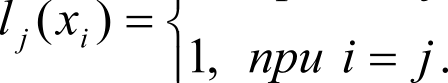 l_j(x_i) = {
1, при i = j.